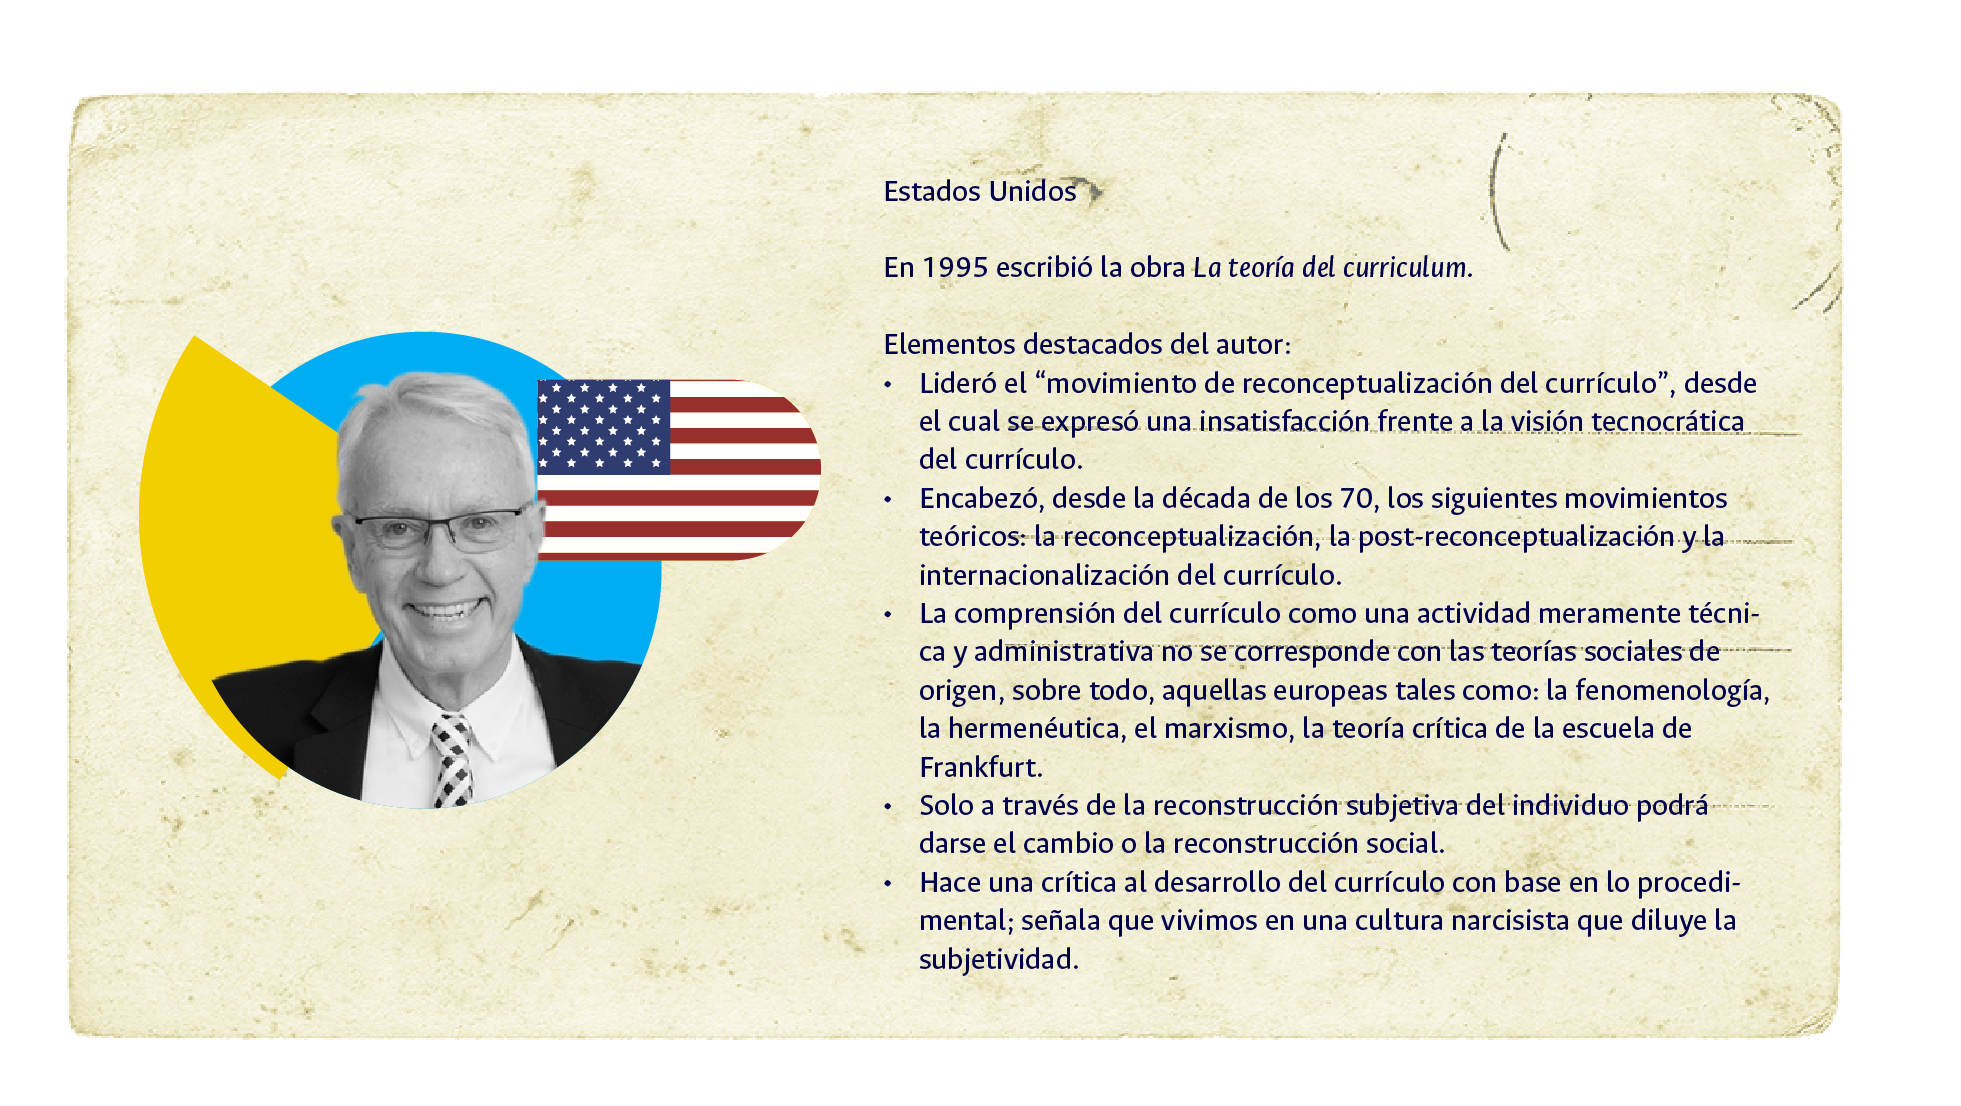 Estados Unidos
En 1995 escribió la obra La teoría del curriculum.
Elementos destacados del autor:
• Lideró el “movimiento de reconceptualización del currículo”, desde
el cual se expresó una insatisfacción frente a la visión tecnocrática
del currículo.
• Encabezó, desde la década de los 70, los siguientes movimientos
teóricos: la reconceptualización, la post-reconceptualización y la
internacionalización del currículo.
• La comprensión del currículo como una actividad meramente técni-
ca y administrativa no se corresponde con las teorías sociales de
origen, sobre todo, aquellas europeas tales como: la fenomenología,
la hermenéutica, el marxismo, la teoría crítica de la escuela de
Frankfurt.
• Solo a través de la reconstrucción subjetiva del individuo podrá
darse el cambio o la reconstrucción social.
• Hace una crítica al desarrollo del currículo con base en lo procedi-
mental; señala que vivimos en una cultura narcisista que diluye la
subjetividad.